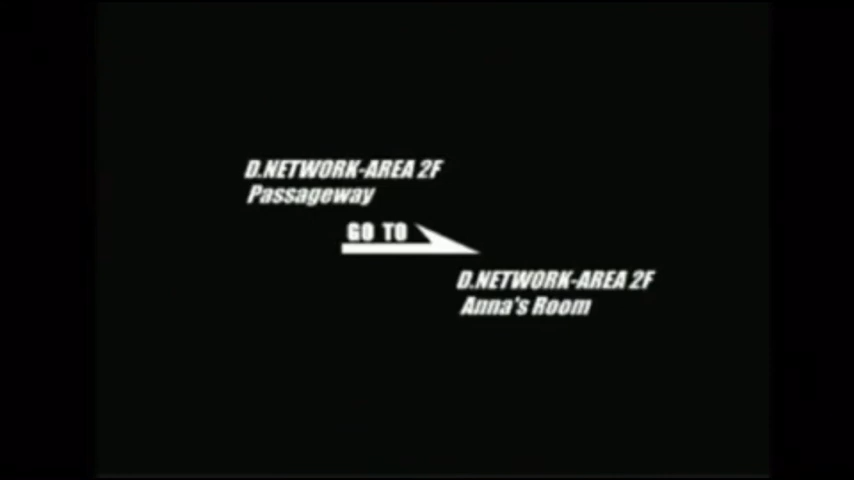 D.NETWORK-AREA 2F
Passageway
GO TO
D.NETWORK-AREA 2F
Anna's Room